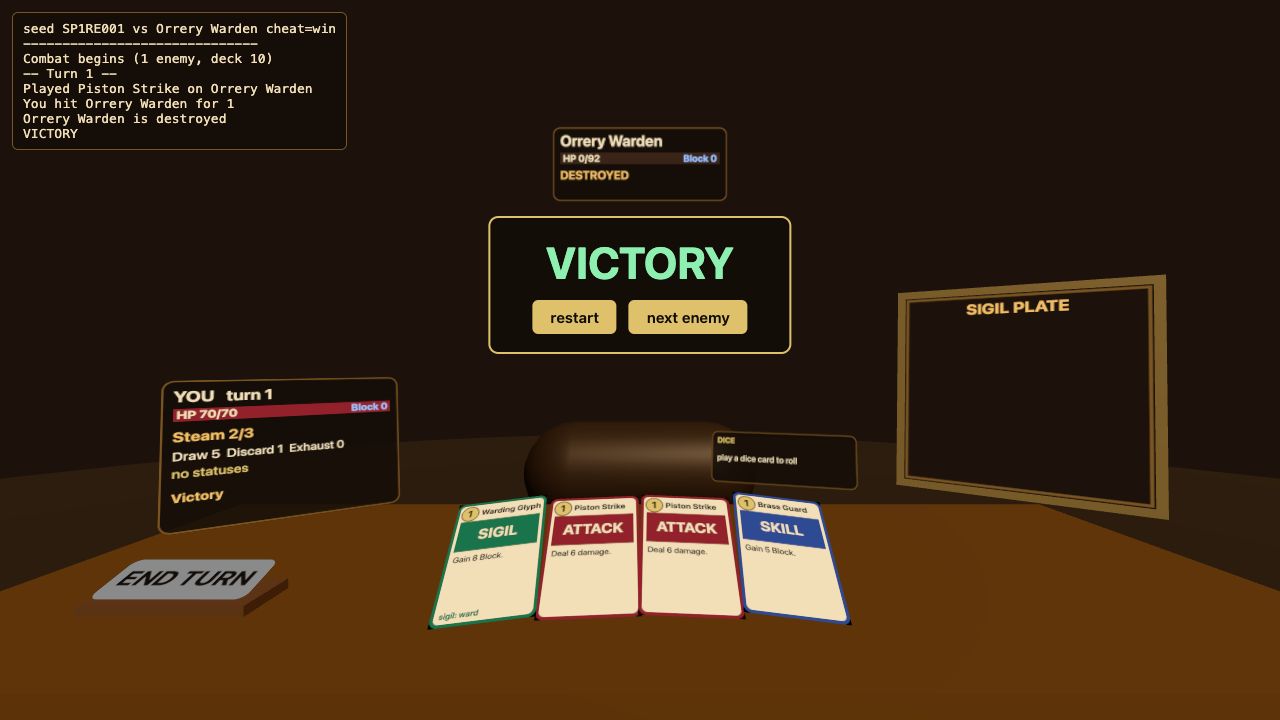 seed SP1RE001 vs Orrery Warden cheat=win
------------------------------
Combat begins (1 enemy, deck 10)
—— Turn 1 ——
Played Piston Strike on Orrery Warden
You hit Orrery Warden for 1
Orrery Warden is destroyed
VICTORY
Orrery Warden
HP 0/92 Block 0
DESTROYED
VICTORY
restart next enemy
SIGIL PLATE
YOU turn 1
HP 70/70 Block 0
Steam 2/3
Draw 5 Discard 1 Exhaust 0
no statuses
Victory
DICE
play a dice card to roll
END TURN
1 Warding Glyph
SIGIL
Gain 8 Block.
sigil: ward
1 Piston Strike
ATTACK
Deal 6 damage.
1 Piston Strike
ATTACK
Deal 6 damage.
1 Brass Guard
SKILL
Gain 5 Block.